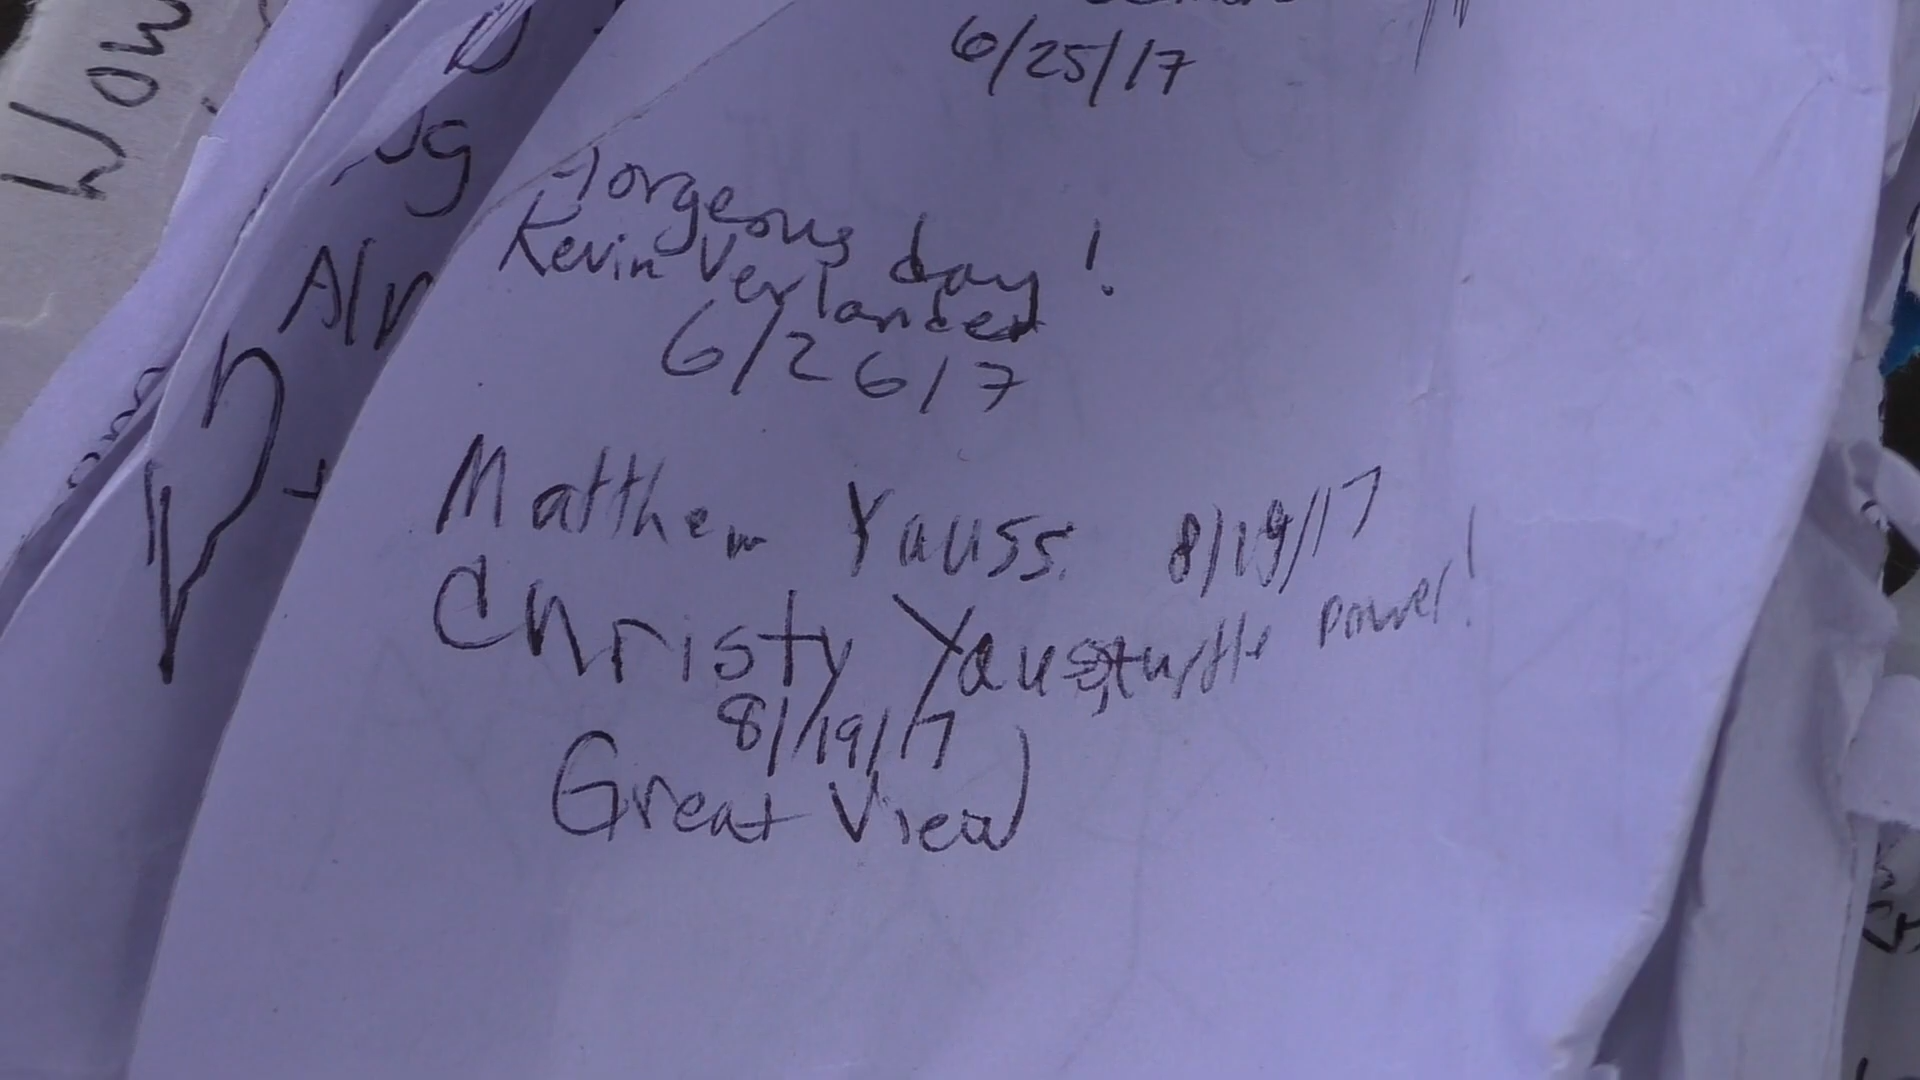 Wow
6/25/17
Gorgeous day!
Kevin Verlander
6/26/17
Matthew Yauss 8/19/17
Christy Yauss, turtle power!
8/19/17
Great View